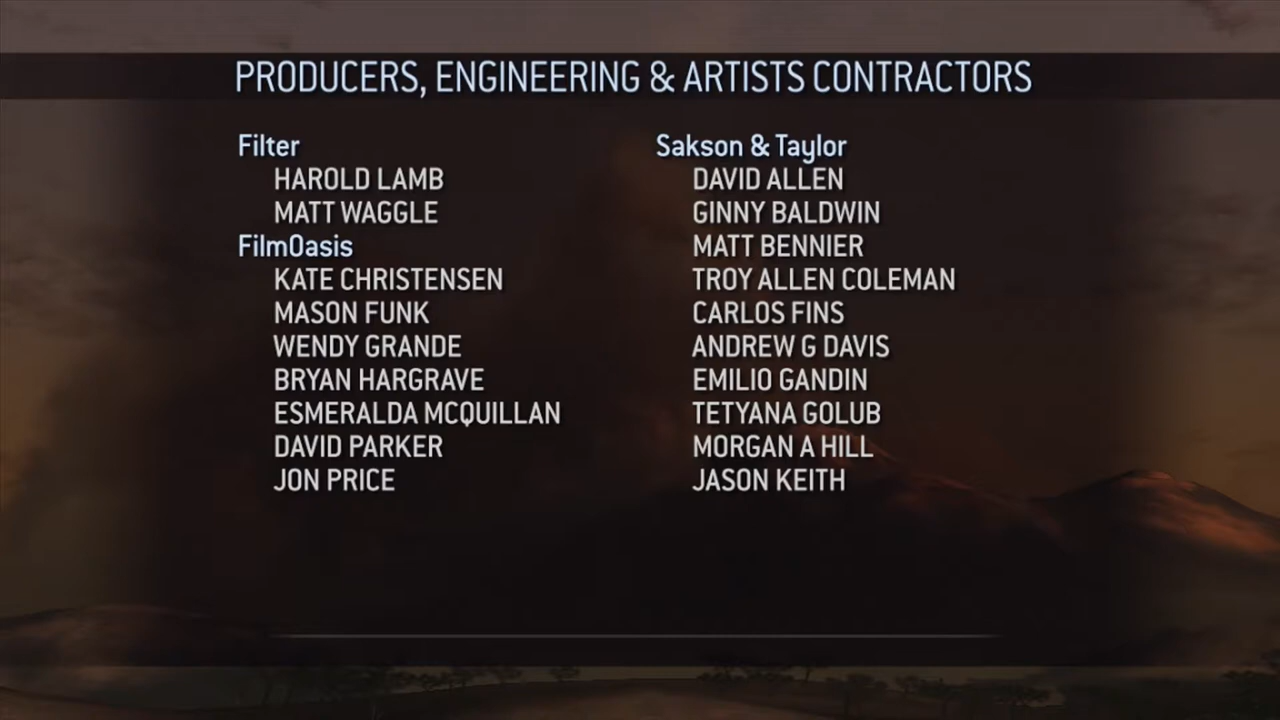 PRODUCERS, ENGINEERING & ARTISTS CONTRACTORS
Filter
HAROLD LAMB
MATT WAGGLE
FilmOasis
KATE CHRISTENSEN
MASON FUNK
WENDY GRANDE
BRYAN HARGRAVE
ESMERALDA MCQUILLAN
DAVID PARKER
JON PRICE
Sakson & Taylor
DAVID ALLEN
GINNY BALDWIN
MATT BENNIER
TROY ALLEN COLEMAN
CARLOS FINS
ANDREW G DAVIS
EMILIO GANDIN
TETYANA GOLUB
MORGAN A HILL
JASON KEITH